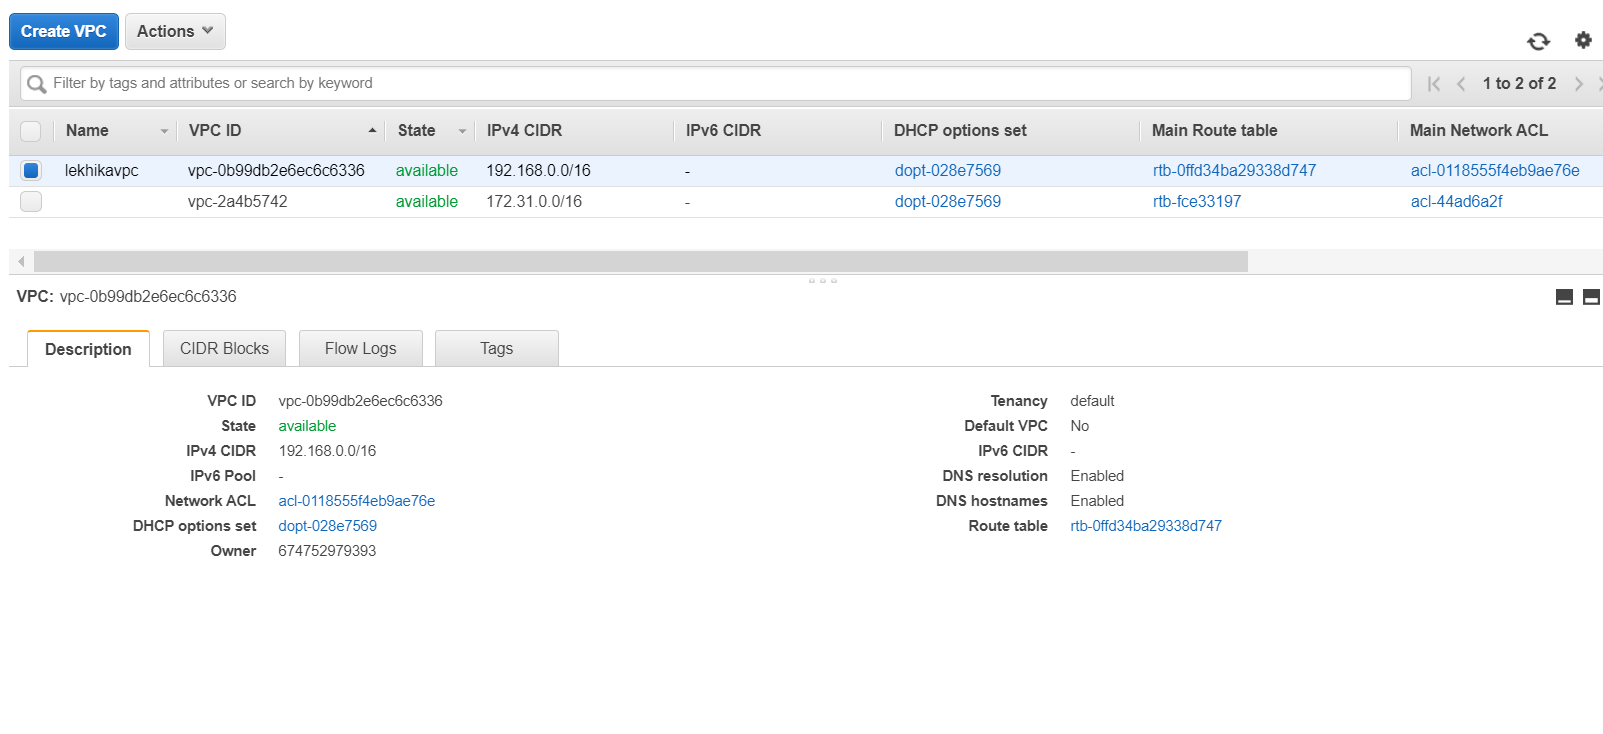 Create VPC Actions
Filter by tags and attributes or search by keyword 1 to 2 of 2
Name VPC ID State IPv4 CIDR IPv6 CIDR DHCP options set Main Route table Main Network ACL
lekhikavpc vpc-0b99db2e6ec6c6336 available 192.168.0.0/16 - dopt-028e7569 rtb-0ffd34ba29338d747 acl-0118555f4eb9ae76e
vpc-2a4b5742 available 172.31.0.0/16 - dopt-028e7569 rtb-fce33197 acl-44ad6a2f
VPC: vpc-0b99db2e6ec6c6336
Description CIDR Blocks Flow Logs Tags
VPC ID vpc-0b99db2e6ec6c6336 Tenancy default
State available Default VPC No
IPv4 CIDR 192.168.0.0/16 IPv6 CIDR -
IPv6 Pool - DNS resolution Enabled
Network ACL acl-0118555f4eb9ae76e DNS hostnames Enabled
DHCP options set dopt-028e7569 Route table rtb-0ffd34ba29338d747
Owner 674752979393